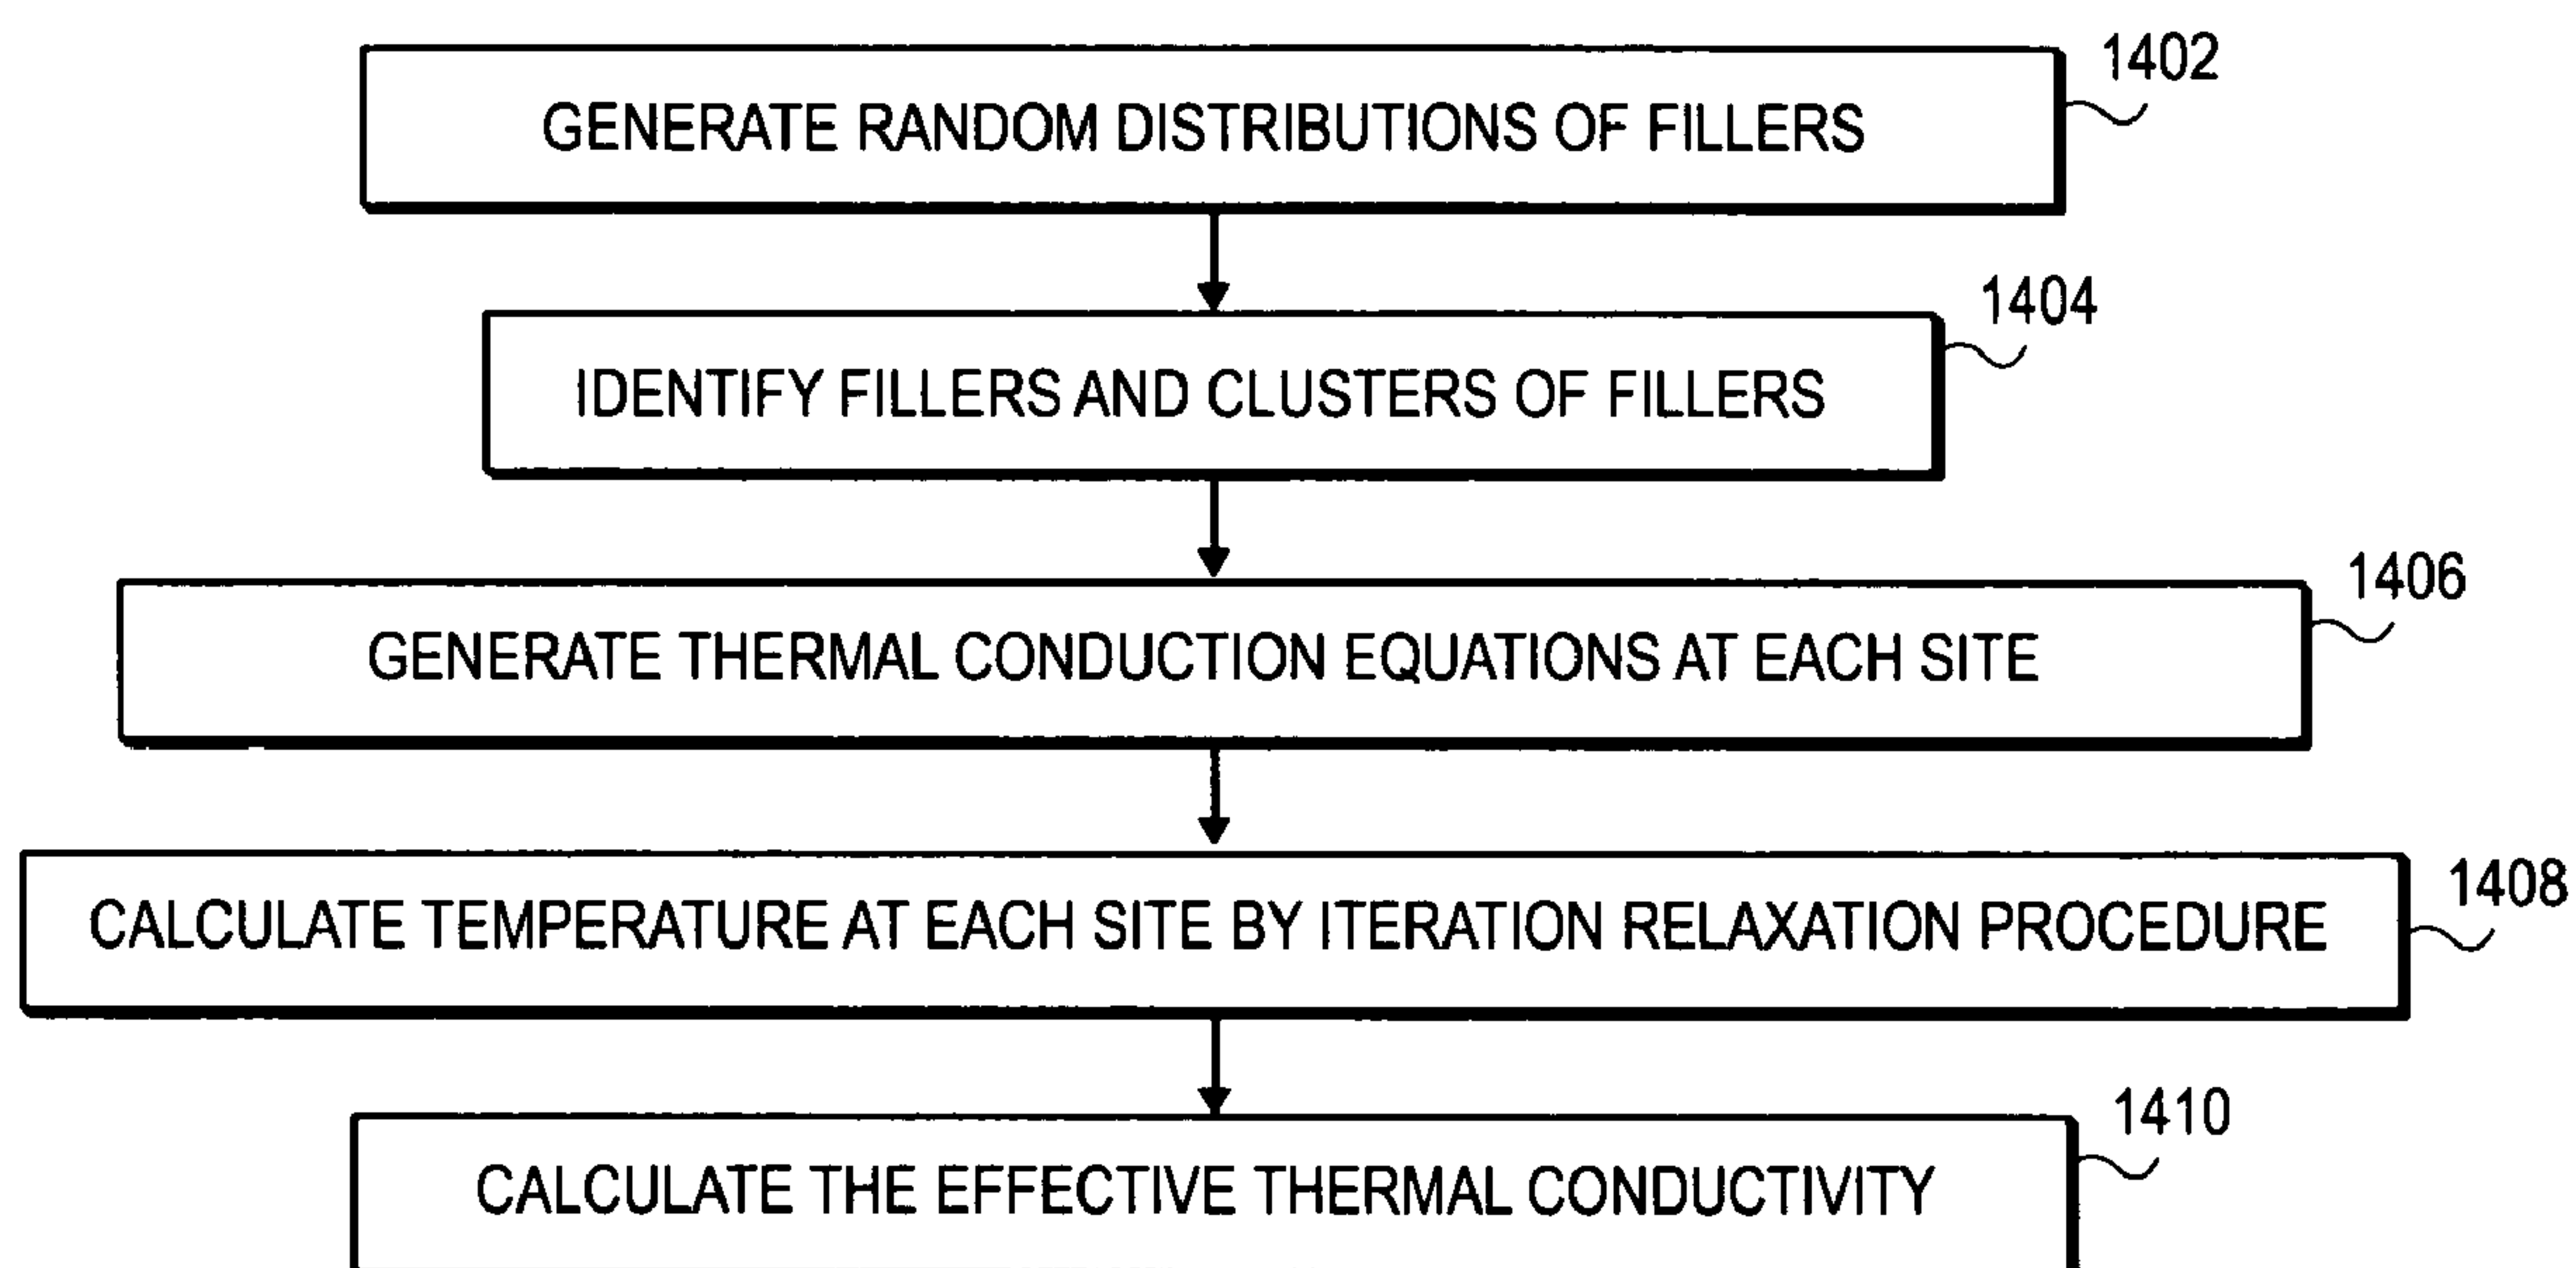 1402
GENERATE RANDOM DISTRIBUTIONS OF FILLERS
1404
IDENTIFY FILLERS AND CLUSTERS OF FILLERS
1406
GENERATE THERMAL CONDUCTION EQUATIONS AT EACH SITE
1408
CALCULATE TEMPERATURE AT EACH SITE BY ITERATION RELAXATION PROCEDURE
1410
CALCULATE THE EFFECTIVE THERMAL CONDUCTIVITY